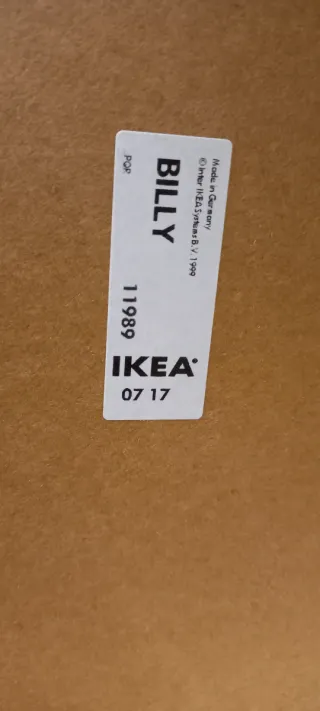 Made in Germany
© Inter IKEA Systems B.V. 1999
BILLY
11989
.POP.
IKEA®
07 17